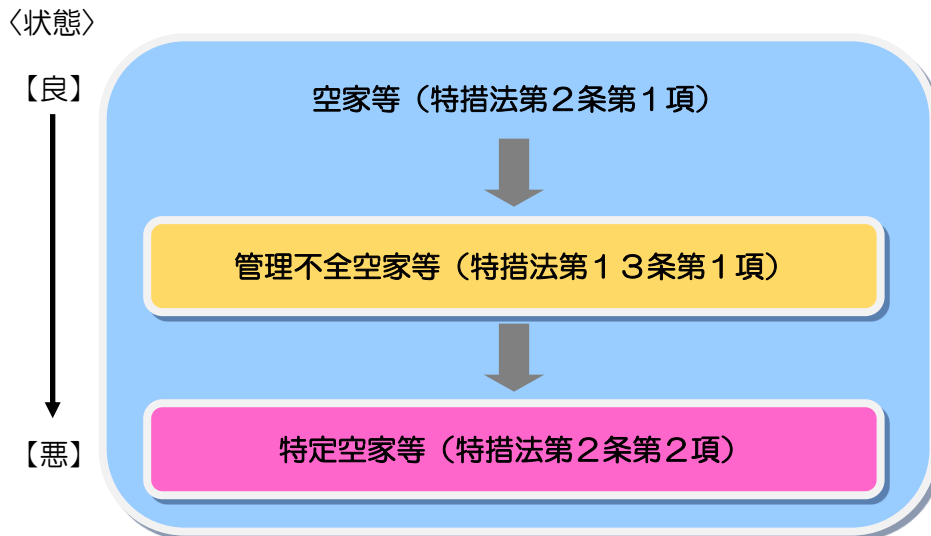 〈状態〉
【良】
空家等（特措法第２条第１項）
管理不全空家等（特措法第１３条第１項）
特定空家等（特措法第２条第２項）
【悪】